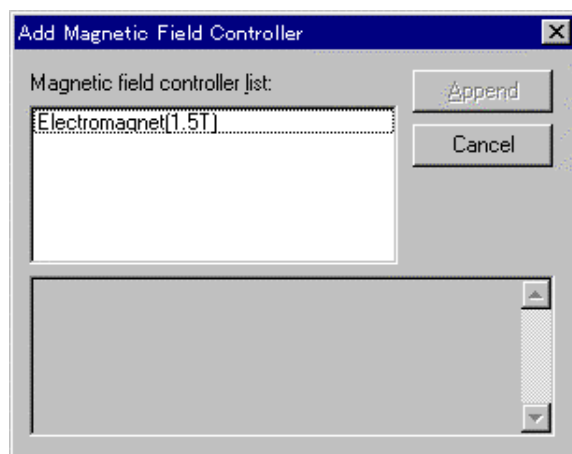 Add Magnetic Field Controller
Magnetic field controller list:
Append
Electromagnet(1.5T)
Cancel